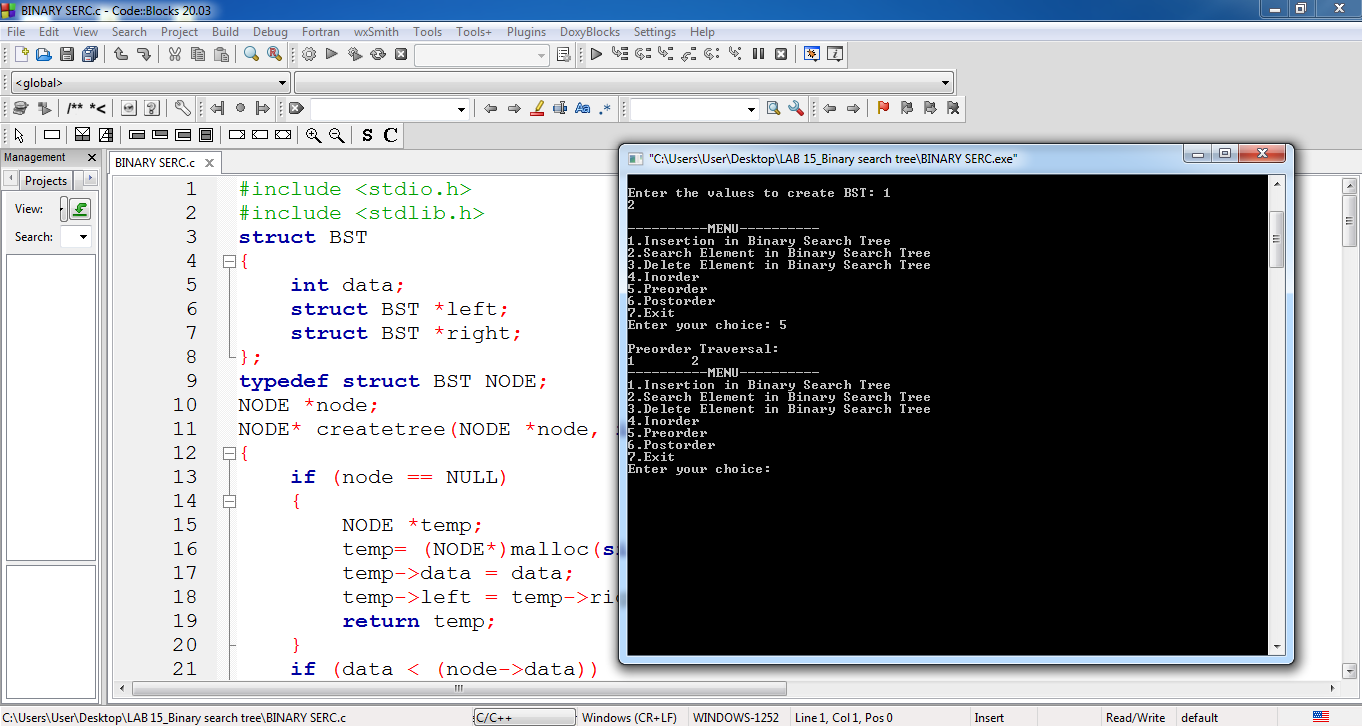 BINARY SERC.c - Code::Blocks 20.03
File Edit View Search Project Build Debug Fortran wxSmith Tools Tools+ Plugins DoxyBlocks Settings Help
<global>
/** *<
Aa .*
S C
Management
Projects
View:
Search:
BINARY SERC.c
1 #include <stdio.h>
2 #include <stdlib.h>
3 struct BST
4 {
5 int data;
6 struct BST *left;
7 struct BST *right;
8 };
9 typedef struct BST NODE;
10 NODE *node;
11 NODE* createtree(NODE *node,
12 {
13 if (node == NULL)
14 {
15 NODE *temp;
16 temp= (NODE*)malloc(s
17 temp->data = data;
18 temp->left = temp->ri
19 return temp;
20 }
21 if (data < (node->data))
"C:\Users\User\Desktop\LAB 15_Binary search tree\BINARY SERC.exe"
Enter the values to create BST: 1
2
----------MENU----------
1.Insertion in Binary Search Tree
2.Search Element in Binary Search Tree
3.Delete Element in Binary Search Tree
4.Inorder
5.Preorder
6.Postorder
7.Exit
Enter your choice: 5
Preorder Traversal:
1 2
----------MENU----------
1.Insertion in Binary Search Tree
2.Search Element in Binary Search Tree
3.Delete Element in Binary Search Tree
4.Inorder
5.Preorder
6.Postorder
7.Exit
Enter your choice:
C:\Users\User\Desktop\LAB 15_Binary search tree\BINARY SERC.c C/C++ Windows (CR+LF) WINDOWS-1252 Line 1, Col 1, Pos 0 Insert Read/Write default